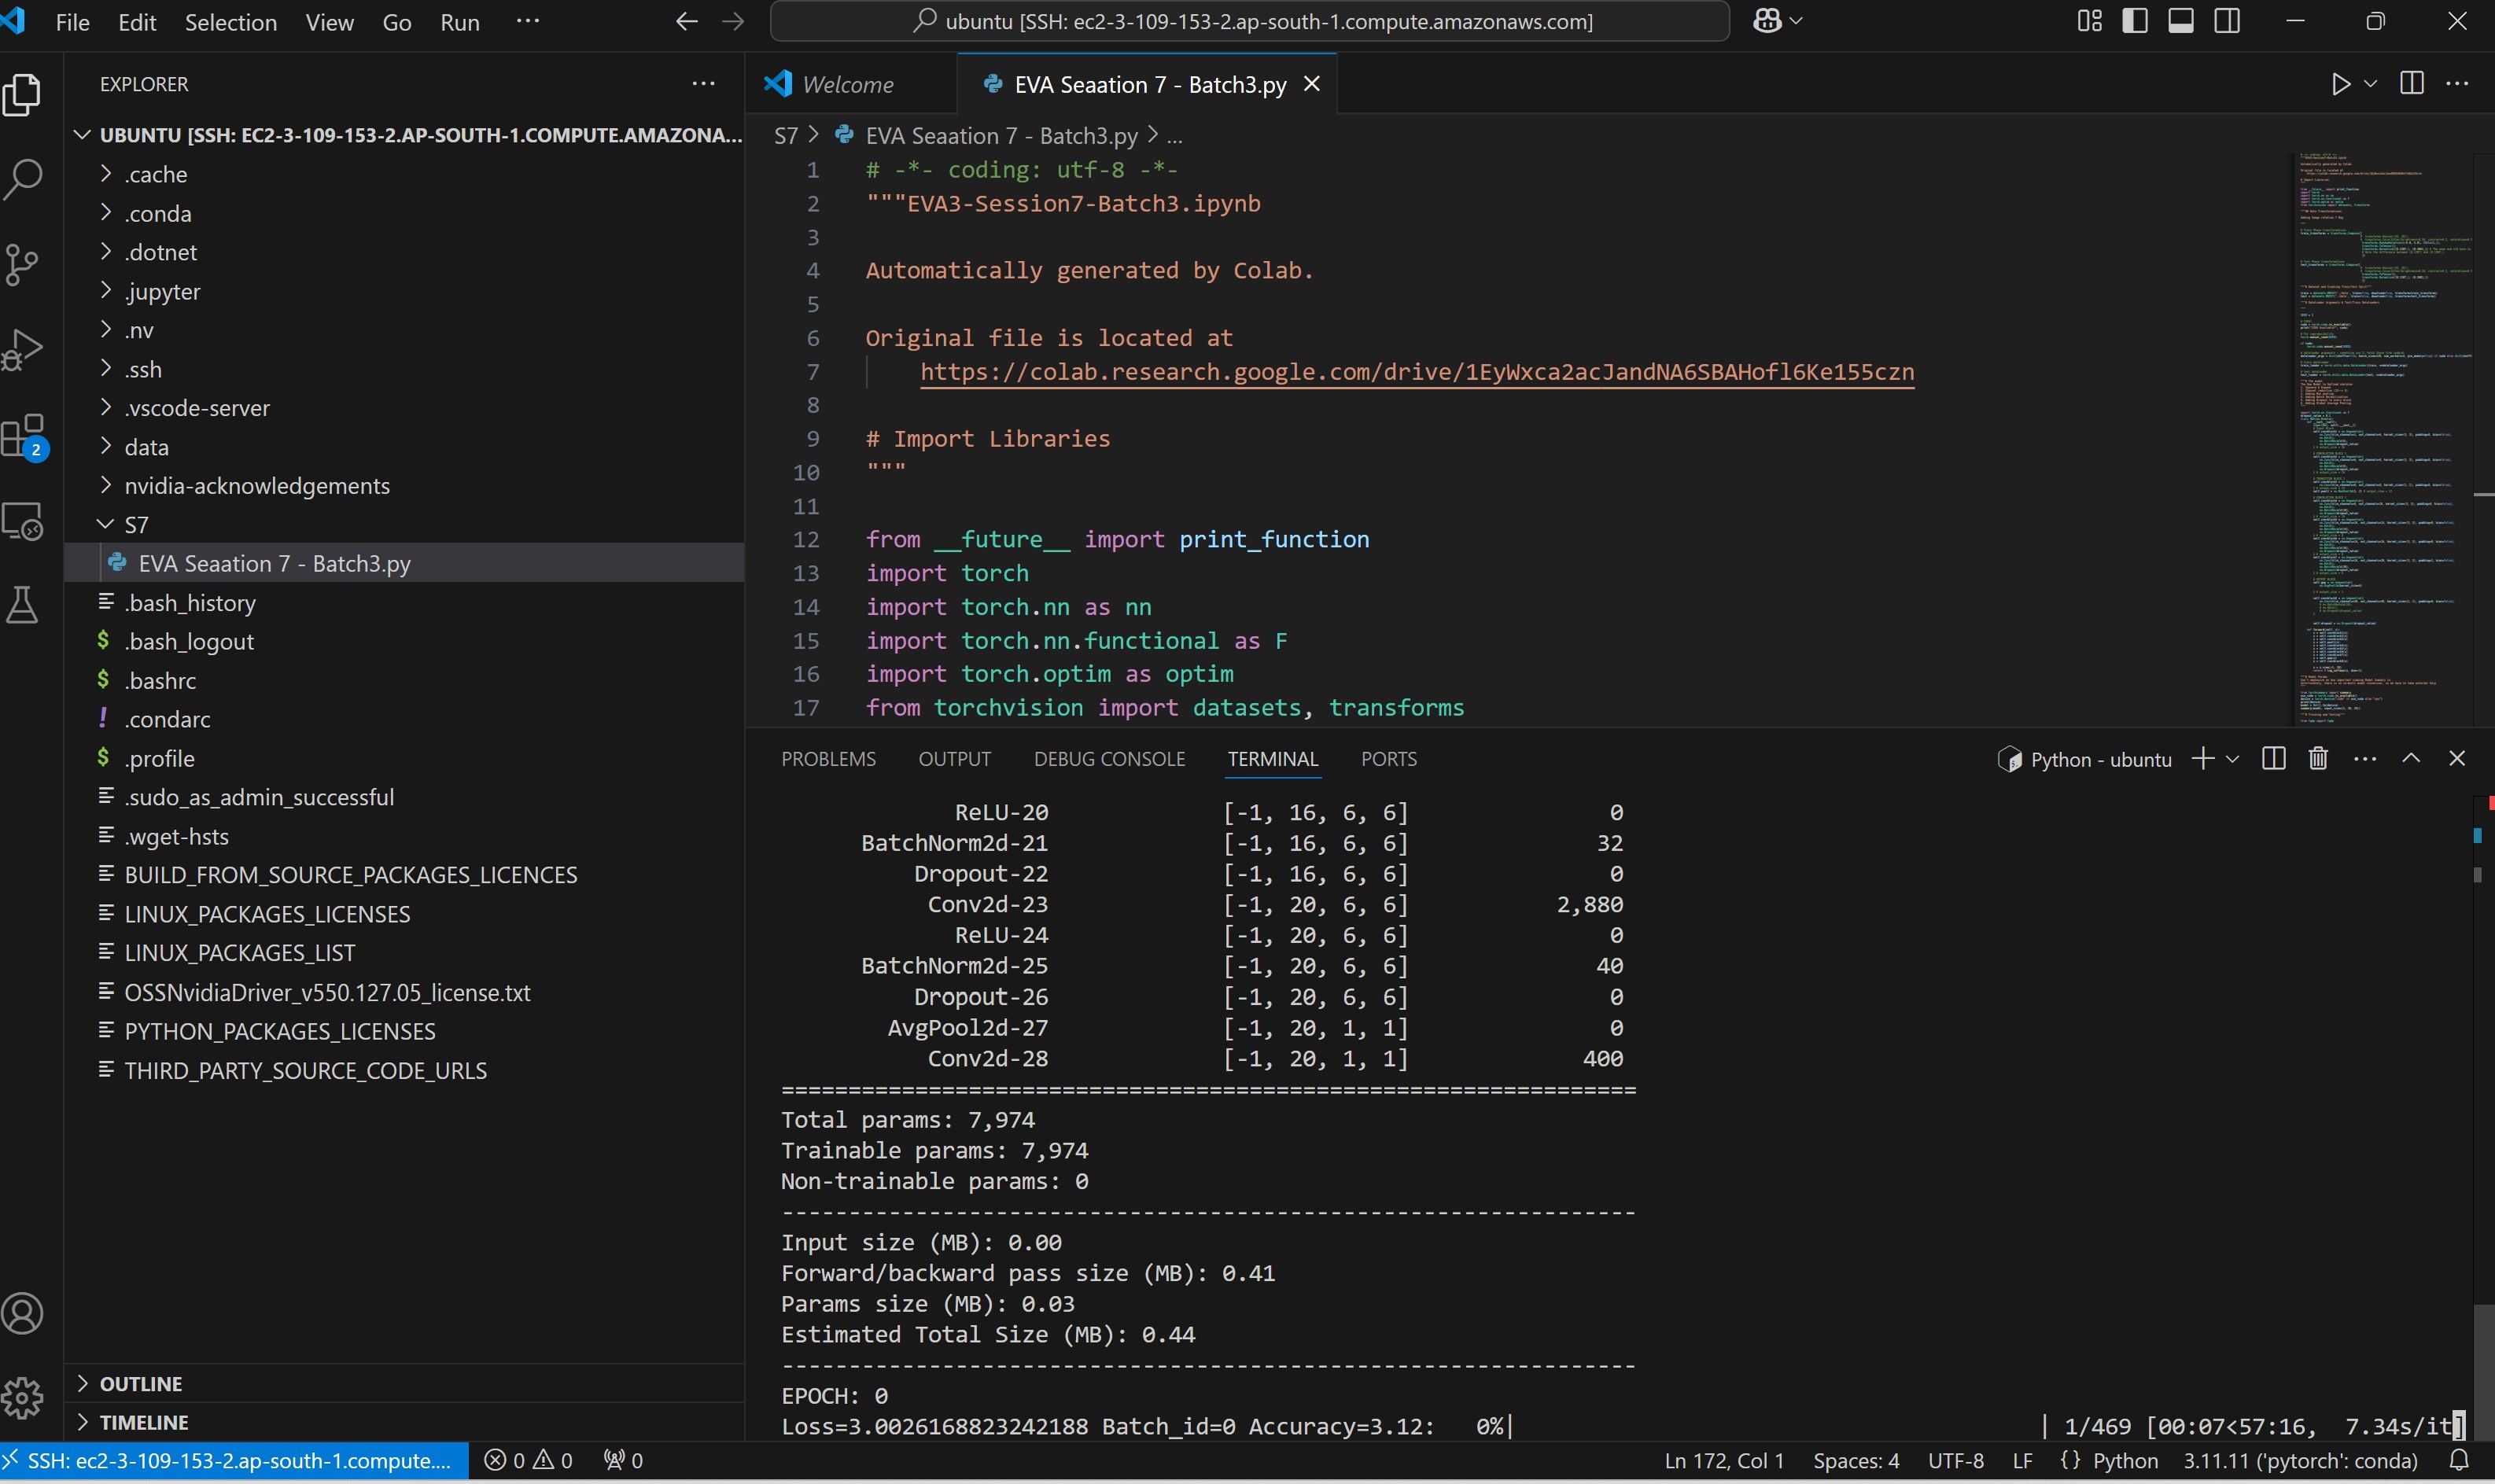 File Edit Selection View Go Run ...
ubuntu [SSH: ec2-3-109-153-2.ap-south-1.compute.amazonaws.com]
EXPLORER
UBUNTU [SSH: EC2-3-109-153-2.AP-SOUTH-1.COMPUTE.AMAZONA...
.cache
.conda
.dotnet
.jupyter
.nv
.ssh
.vscode-server
data
nvidia-acknowledgements
S7
EVA Seaation 7 - Batch3.py
.bash_history
$ .bash_logout
$ .bashrc
! .condarc
$ .profile
.sudo_as_admin_successful
.wget-hsts
BUILD_FROM_SOURCE_PACKAGES_LICENCES
LINUX_PACKAGES_LICENSES
LINUX_PACKAGES_LIST
OSSNvidiaDriver_v550.127.05_license.txt
PYTHON_PACKAGES_LICENSES
THIRD_PARTY_SOURCE_CODE_URLS
OUTLINE
TIMELINE
2
Welcome
EVA Seaation 7 - Batch3.py
S7 > EVA Seaation 7 - Batch3.py > ...
1 # -*- coding: utf-8 -*-
2 """EVA3-Session7-Batch3.ipynb
3
4 Automatically generated by Colab.
5
6 Original file is located at
7 https://colab.research.google.com/drive/1EyWxca2acJandNA6SBAHofl6Ke155czn
8
9 # Import Libraries
10 """
11
12 from __future__ import print_function
13 import torch
14 import torch.nn as nn
15 import torch.nn.functional as F
16 import torch.optim as optim
17 from torchvision import datasets, transforms
PROBLEMS OUTPUT DEBUG CONSOLE TERMINAL PORTS
Python - ubuntu
ReLU-20 [-1, 16, 6, 6] 0
BatchNorm2d-21 [-1, 16, 6, 6] 32
Dropout-22 [-1, 16, 6, 6] 0
Conv2d-23 [-1, 20, 6, 6] 2,880
ReLU-24 [-1, 20, 6, 6] 0
BatchNorm2d-25 [-1, 20, 6, 6] 40
Dropout-26 [-1, 20, 6, 6] 0
AvgPool2d-27 [-1, 20, 1, 1] 0
Conv2d-28 [-1, 20, 1, 1] 400
================================================================
Total params: 7,974
Trainable params: 7,974
Non-trainable params: 0
----------------------------------------------------------------
Input size (MB): 0.00
Forward/backward pass size (MB): 0.41
Params size (MB): 0.03
Estimated Total Size (MB): 0.44
----------------------------------------------------------------
EPOCH: 0
Loss=3.0026168823242188 Batch_id=0 Accuracy=3.12: 0%| | 1/469 [00:07<57:16, 7.34s/it]
SSH: ec2-3-109-153-2.ap-south-1.compute.... 0 0 0
Ln 172, Col 1 Spaces: 4 UTF-8 LF {} Python 3.11.11 ('pytorch': conda)